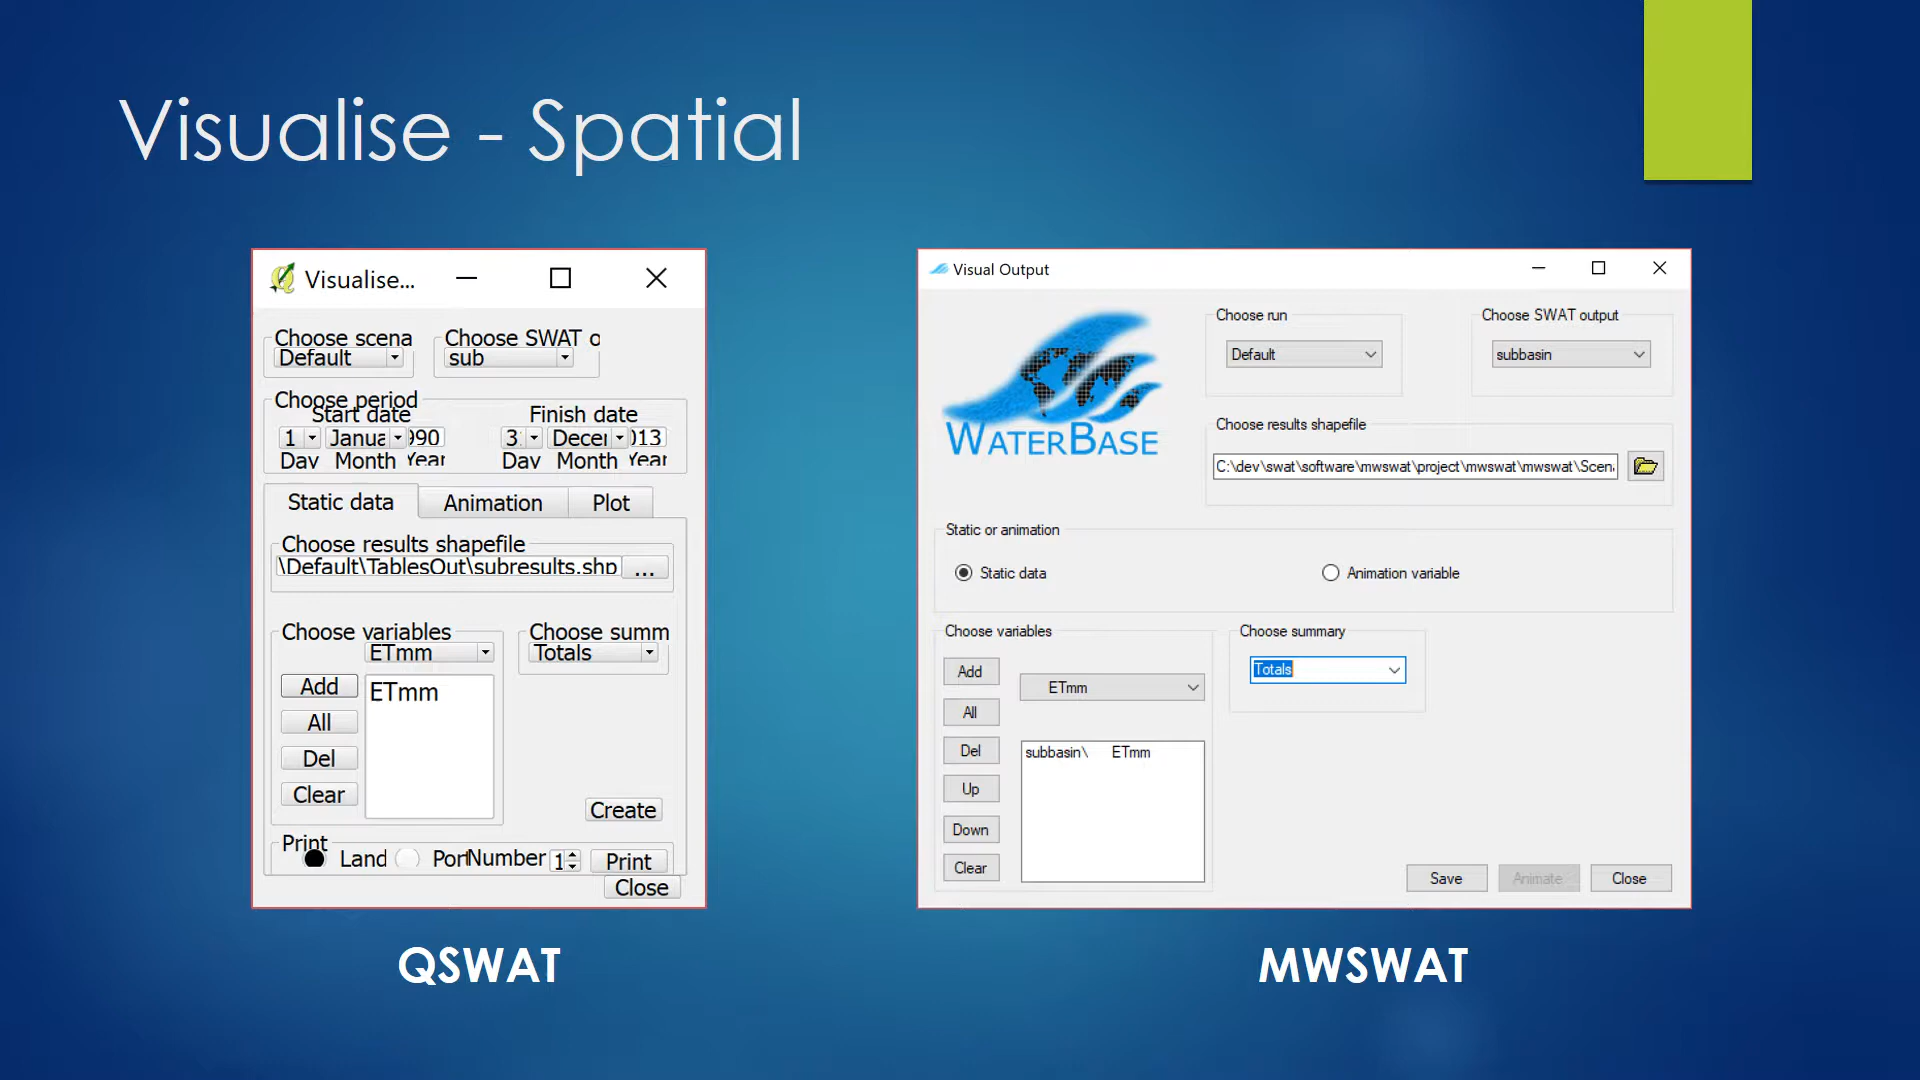 Visualise - Spatial
Visualise...
Choose scena
Choose SWAT o
Default
sub
Choose period
Start date
Finish date
1 Janua 990
3 Decer 013
Day Month Year
Day Month Year
Static data
Animation
Plot
Choose results shapefile
\Default\TablesOut\subresults.shp
...
Choose variables
Choose summ
ETmm
Totals
Add
ETmm
All
Del
Clear
Create
Print
Land
Port
Number
1
Print
Close
QSWAT
Visual Output
WATERBASE
Choose run
Choose SWAT output
Default
subbasin
Choose results shapefile
C:\dev\swat\software\mwswat\project\mwswat\mwswat\Scen
Static or animation
Static data
Animation variable
Choose variables
Choose summary
Add
ETmm
Totals
All
Del
subbasin\ ETmm
Up
Down
Clear
Save
Animate
Close
MWSWAT